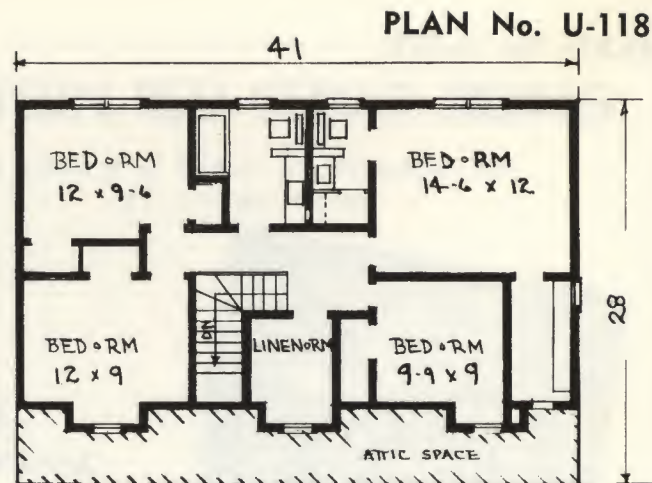 PLAN No. U-118
41
BED RM
12 x 9-6
BED RM
14-6 x 12
28
DN
LINEN RM
BED RM
12 x 9
BED RM
9-9 x 9
ATTIC SPACE